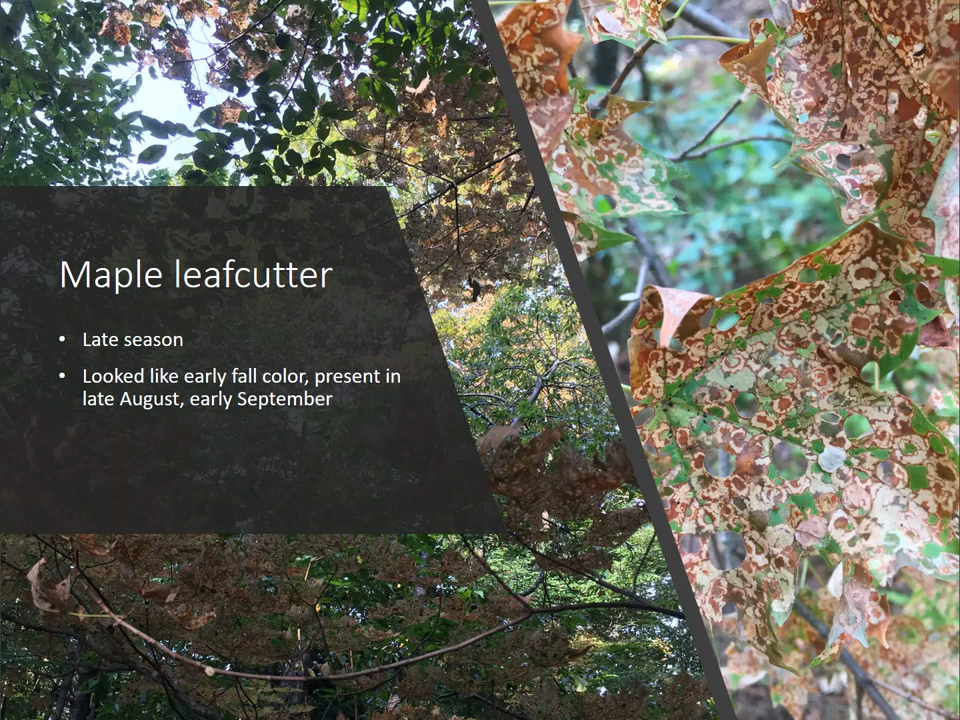 Maple leafcutter
• Late season
• Looked like early fall color, present in
late August, early September